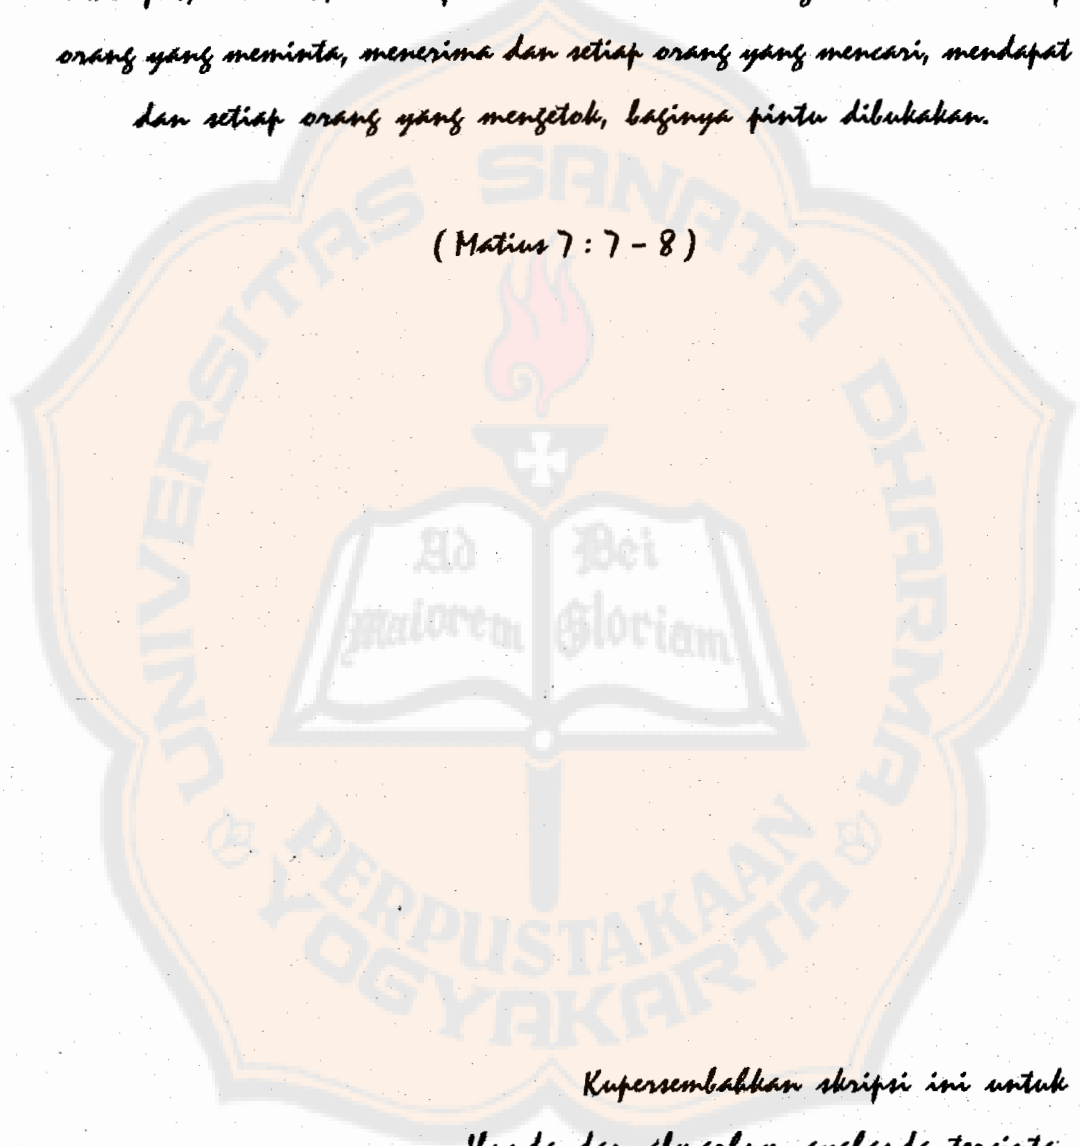 orang yang meminta, menerima dan setiap orang yang mencari, mendapat
dan setiap orang yang mengetok, baginya pintu dibukakan.
( Matius 7 : 7 - 8 )
UNIVERSITAS SANATA DHARMA
Ad Dei
Maiorem Gloriam
PERPUSTAKAAN
YOGYAKARTA
Kupersembahkan skripsi ini untuk
dan